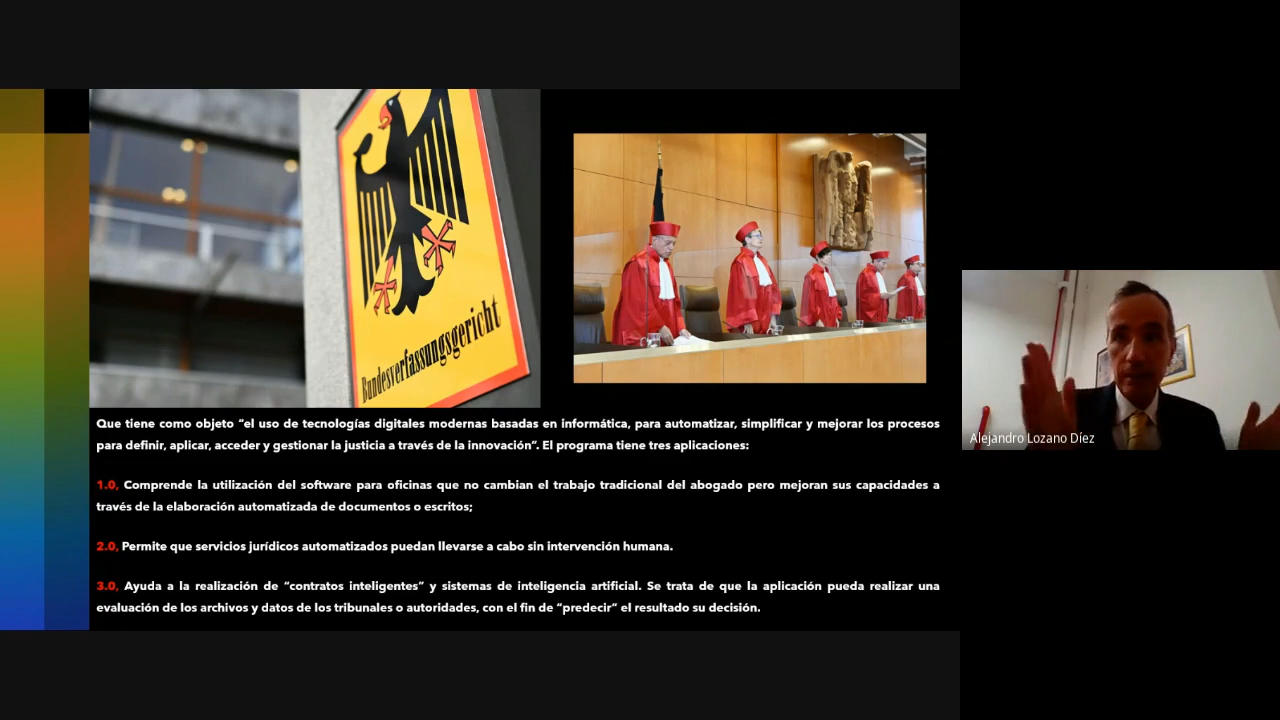 Bundesverfassungsgericht
Que tiene como objeto “el uso de tecnologías digitales modernas basadas en informática, para automatizar, simplificar y mejorar los procesos
para definir, aplicar, acceder y gestionar la justicia a través de la innovación”. El programa tiene tres aplicaciones:
1.0, Comprende la utilización del software para oficinas que no cambian el trabajo tradicional del abogado pero mejoran sus capacidades a
través de la elaboración automatizada de documentos o escritos;
2.0, Permite que servicios jurídicos automatizados puedan llevarse a cabo sin intervención humana.
3.0, Ayuda a la realización de “contratos inteligentes” y sistemas de inteligencia artificial. Se trata de que la aplicación pueda realizar una
evaluación de los archivos y datos de los tribunales o autoridades, con el fin de “predecir” el resultado su decisión.
Alejandro Lozano Díez